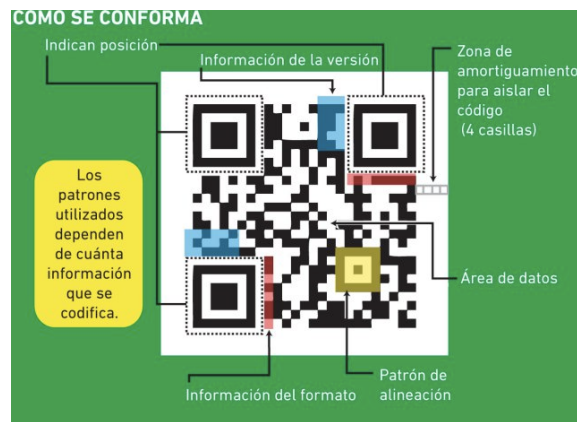 COMO SE CONFORMA
Indican posición
Información de la versión
Zona de
amortiguamiento
para aislar el
código
(4 casillas)
Los
patrones
utilizados
dependen
de cuánta
información
que se
codifica.
Área de datos
Información del formato
Patrón de
alineación